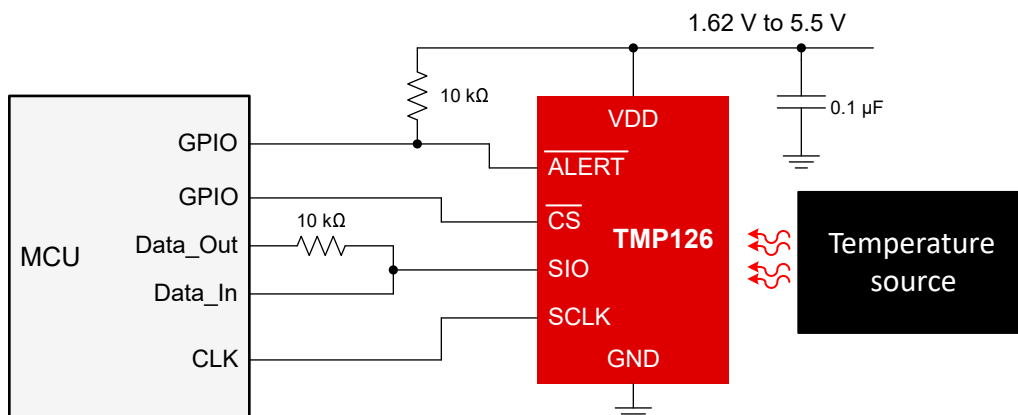 1.62 V to 5.5 V
10 kΩ
0.1 µF
VDD
GPIO
ALERT
GPIO
CS
10 kΩ
TMP126
MCU
Data_Out
SIO
Data_In
SCLK
CLK
GND
Temperature
source